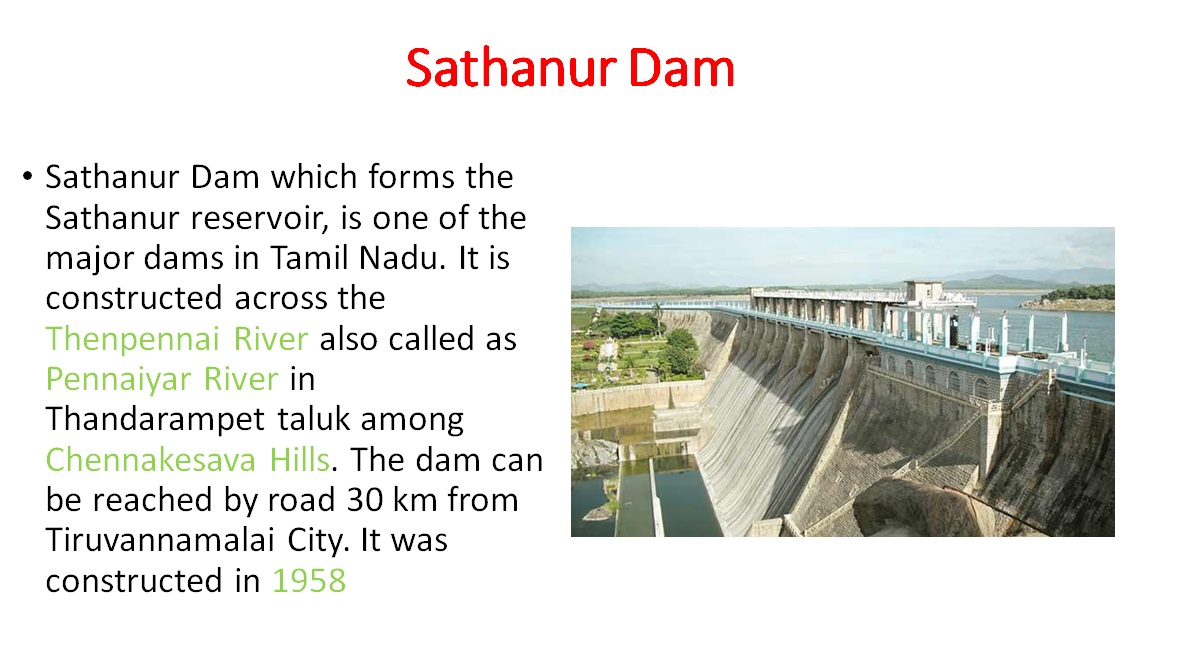 Sathanur Dam
• Sathanur Dam which forms the
Sathanur reservoir, is one of the
major dams in Tamil Nadu. It is
constructed across the
Thenpennai River also called as
Pennaiyar River in
Thandarampet taluk among
Chennakesava Hills. The dam can
be reached by road 30 km from
Tiruvannamalai City. It was
constructed in 1958